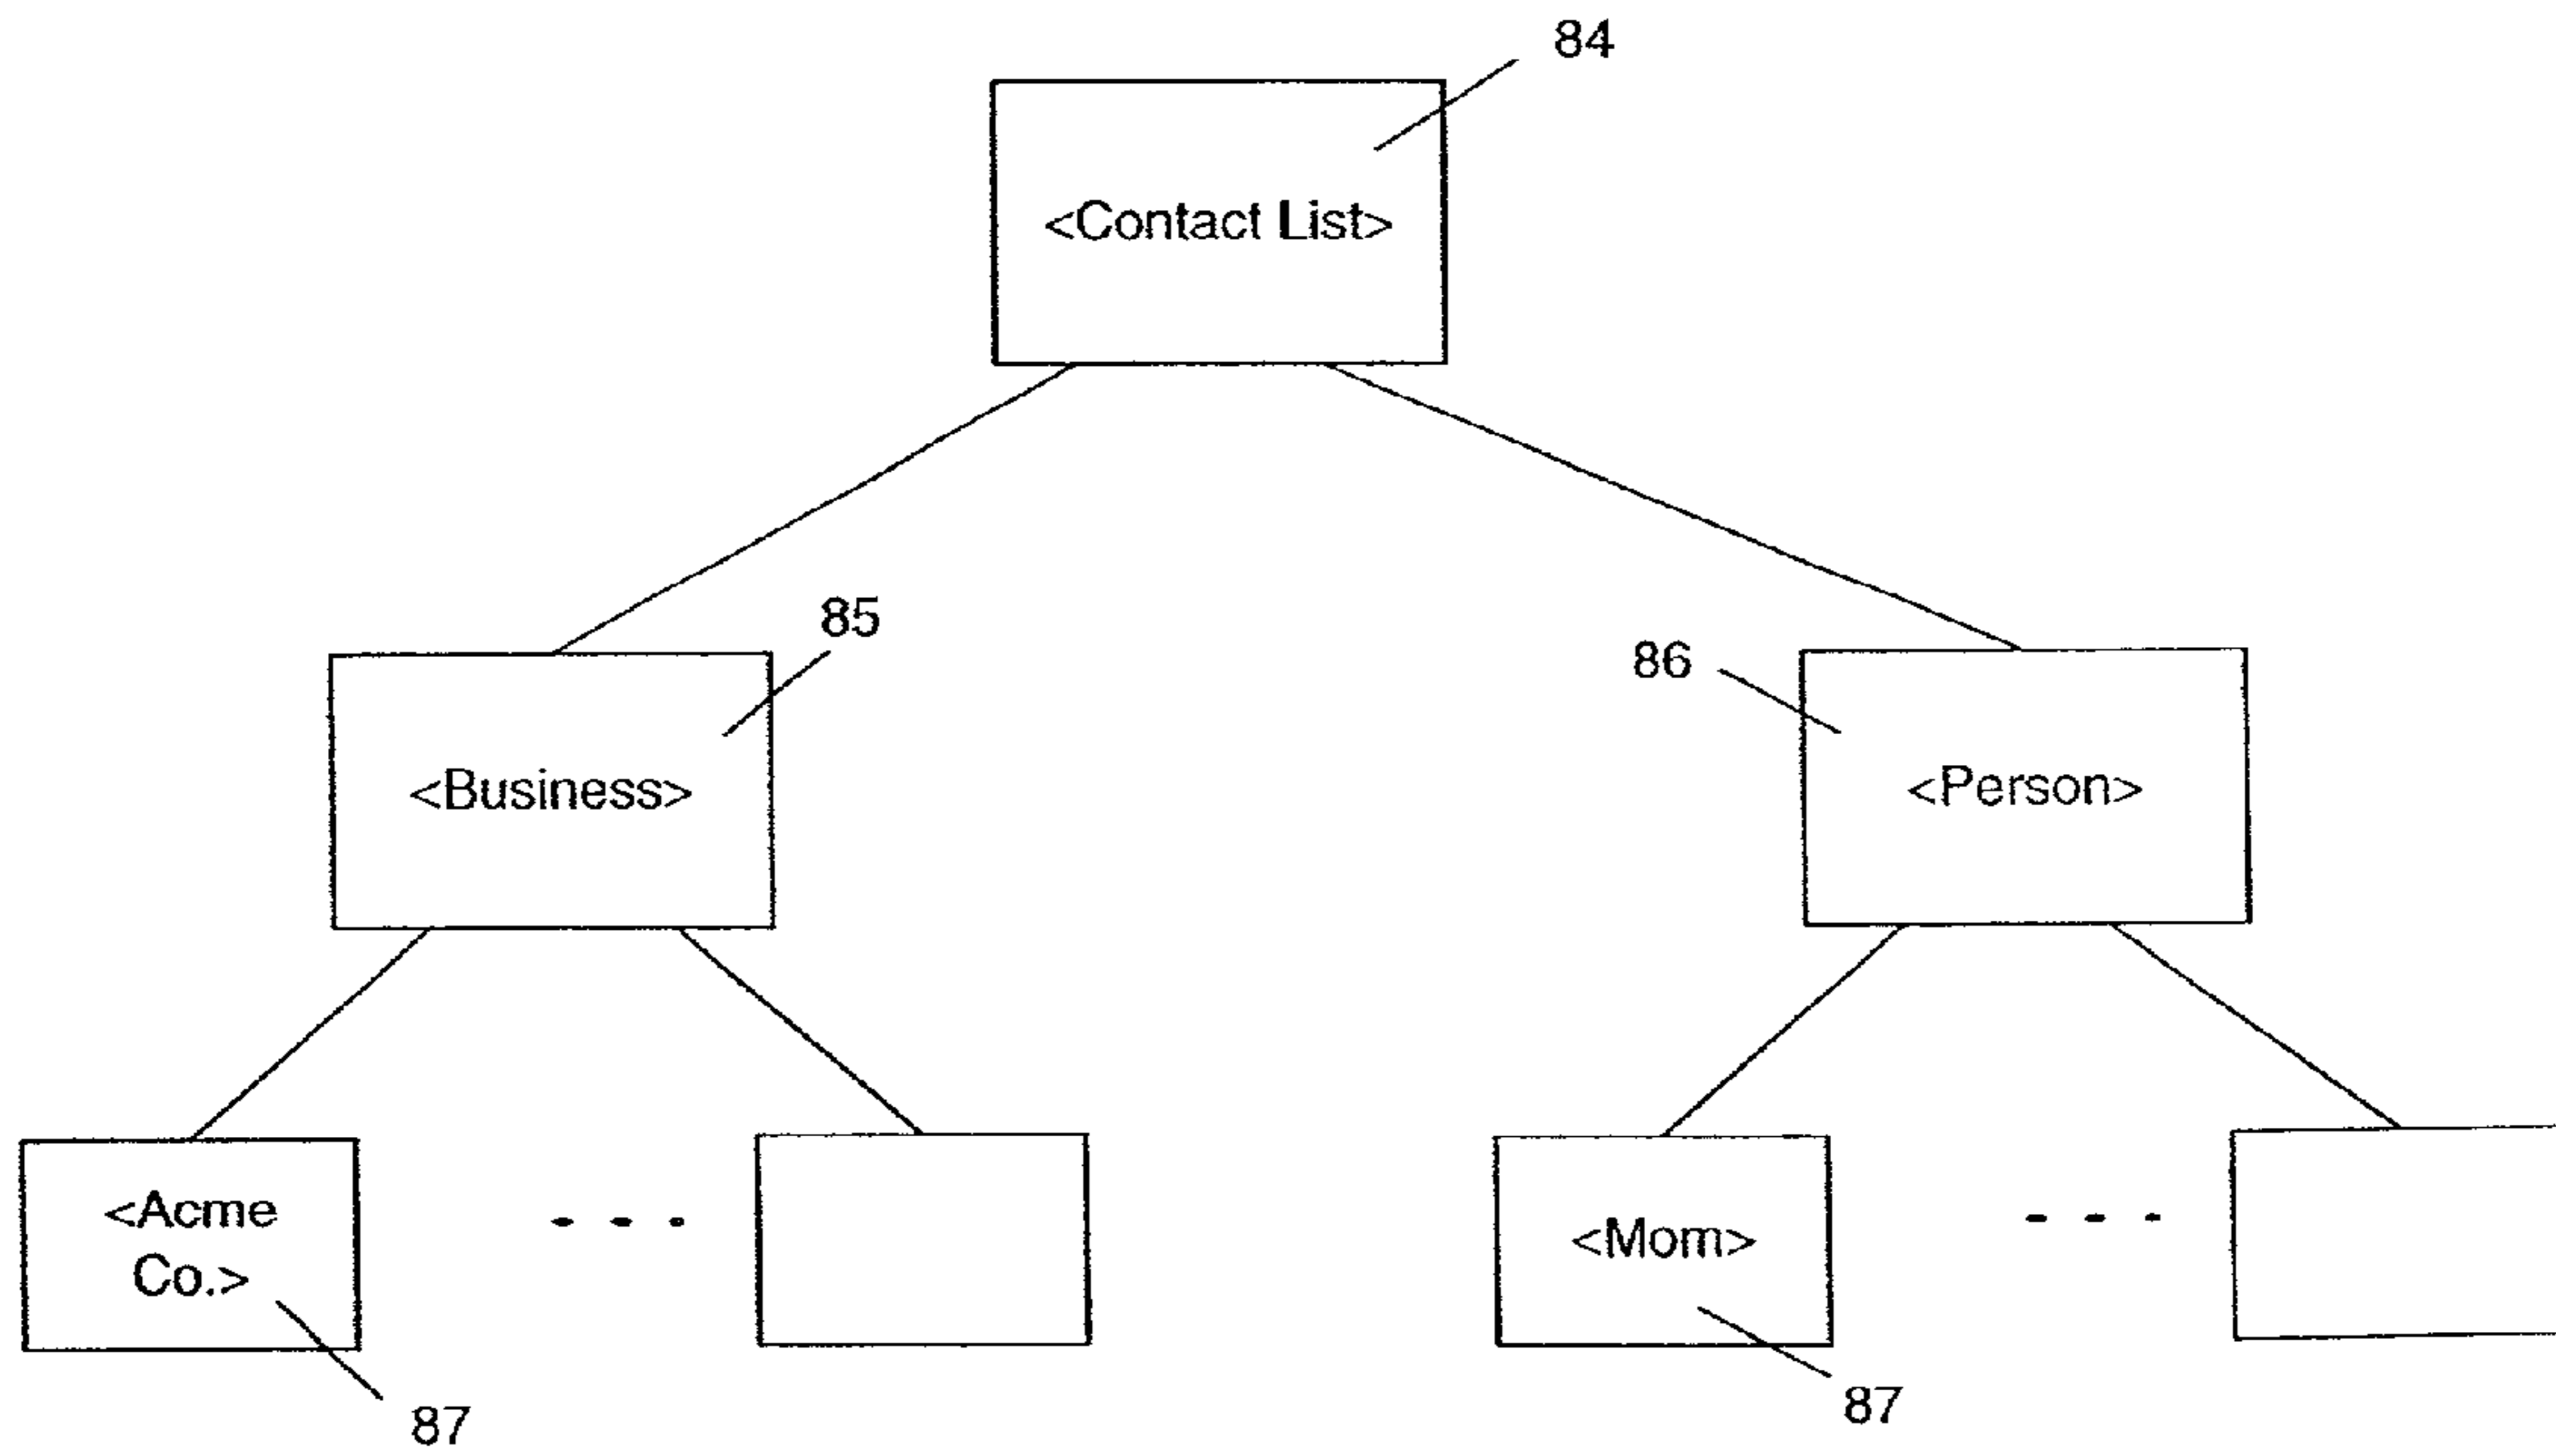 84
<Contact List>
85
86
<Business>
<Person>
<Acme
Co.>
. . .
<Mom>
. . .
87
87